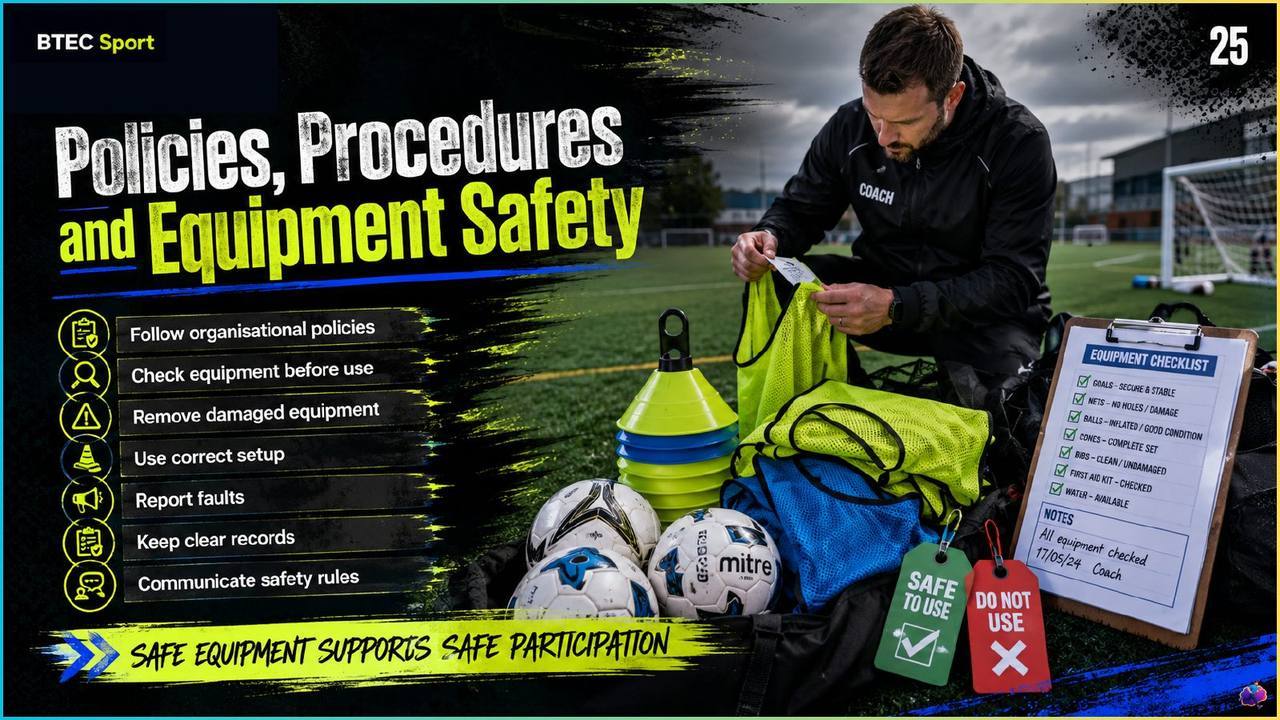 BTEC Sport
25
Policies, Procedures
and Equipment Safety
Follow organisational policies
Check equipment before use
Remove damaged equipment
Use correct setup
Report faults
Keep clear records
Communicate safety rules
SAFE EQUIPMENT SUPPORTS SAFE PARTICIPATION
COACH
mitre
EQUIPMENT CHECKLIST
GOALS – SECURE & STABLE
NETS – NO HOLES / DAMAGE
BALLS – INFLATED / GOOD CONDITION
CONES – COMPLETE SET
BIBS – CLEAN / UNDAMAGED
FIRST AID KIT – CHECKED
WATER – AVAILABLE
NOTES
All equipment checked
17/05/24 Coach
SAFE
TO USE
DO NOT
USE